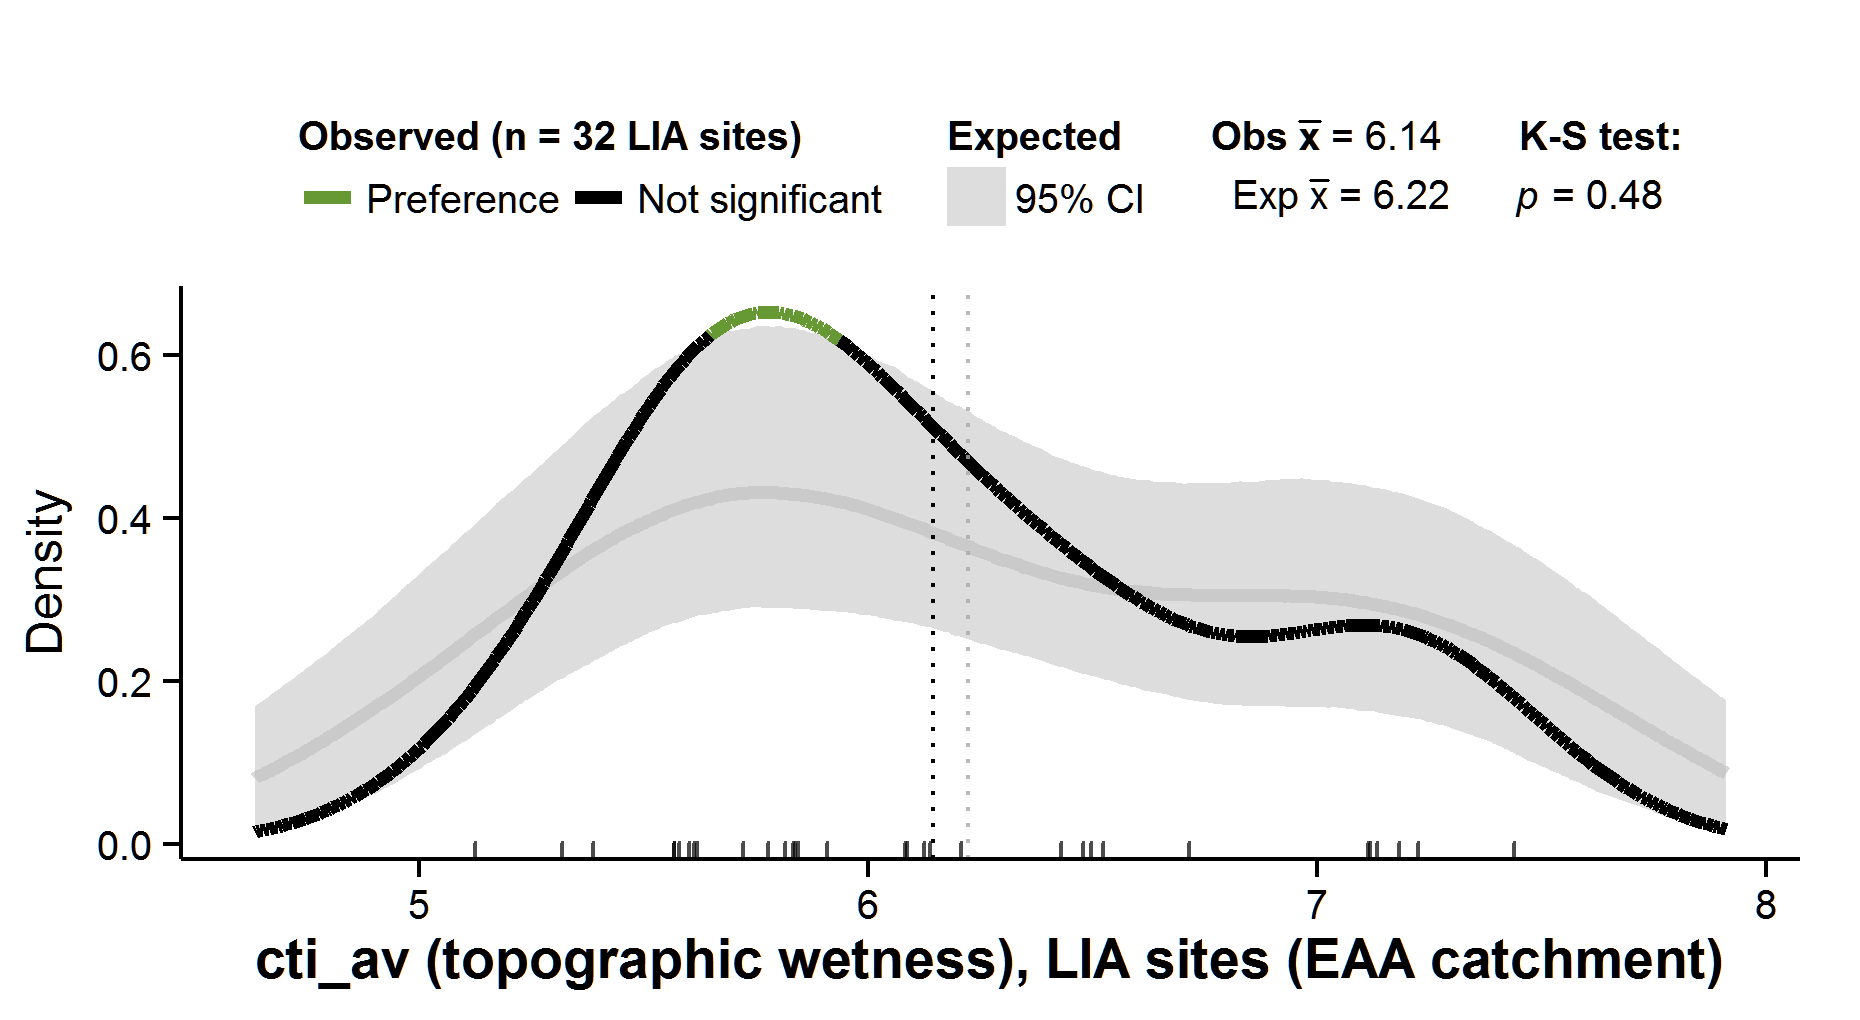 Observed (n = 32 LIA sites) Expected Obs x̅ = 6.14 K-S test:
Preference Not significant 95% CI Exp x̅ = 6.22 p = 0.48
0.6
0.4
0.2
0.0
Density
5 6 7 8
cti_av (topographic wetness), LIA sites (EAA catchment)